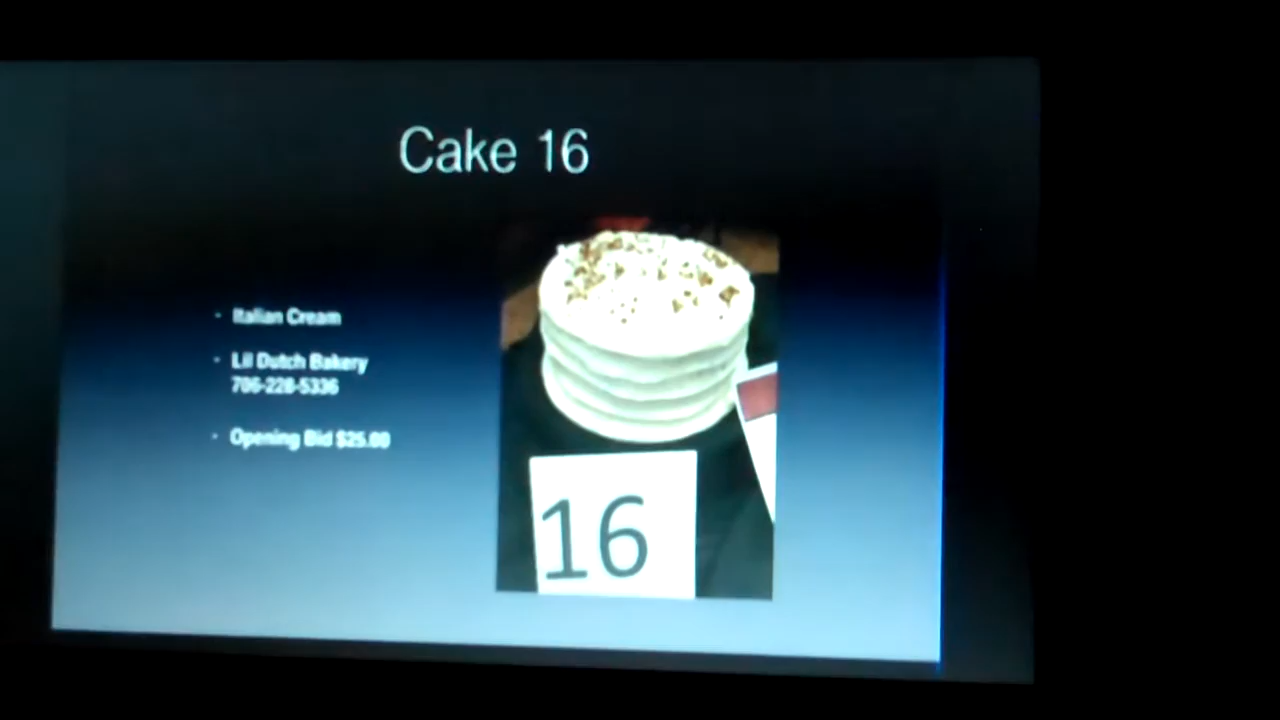 Cake 16
Italian Cream
Lil Dutch Bakery
706-228-5336
Opening Bid $25.00
16